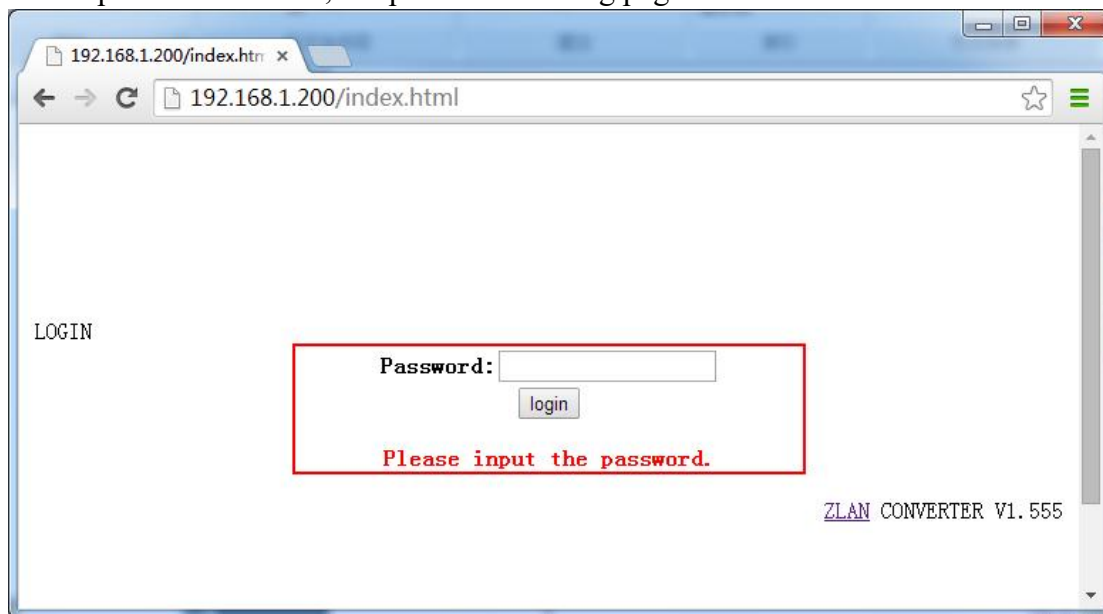 192.168.1.200/index.htm
192.168.1.200/index.html
LOGIN
Password:
login
Please input the password.
ZLAN CONVERTER V1.555